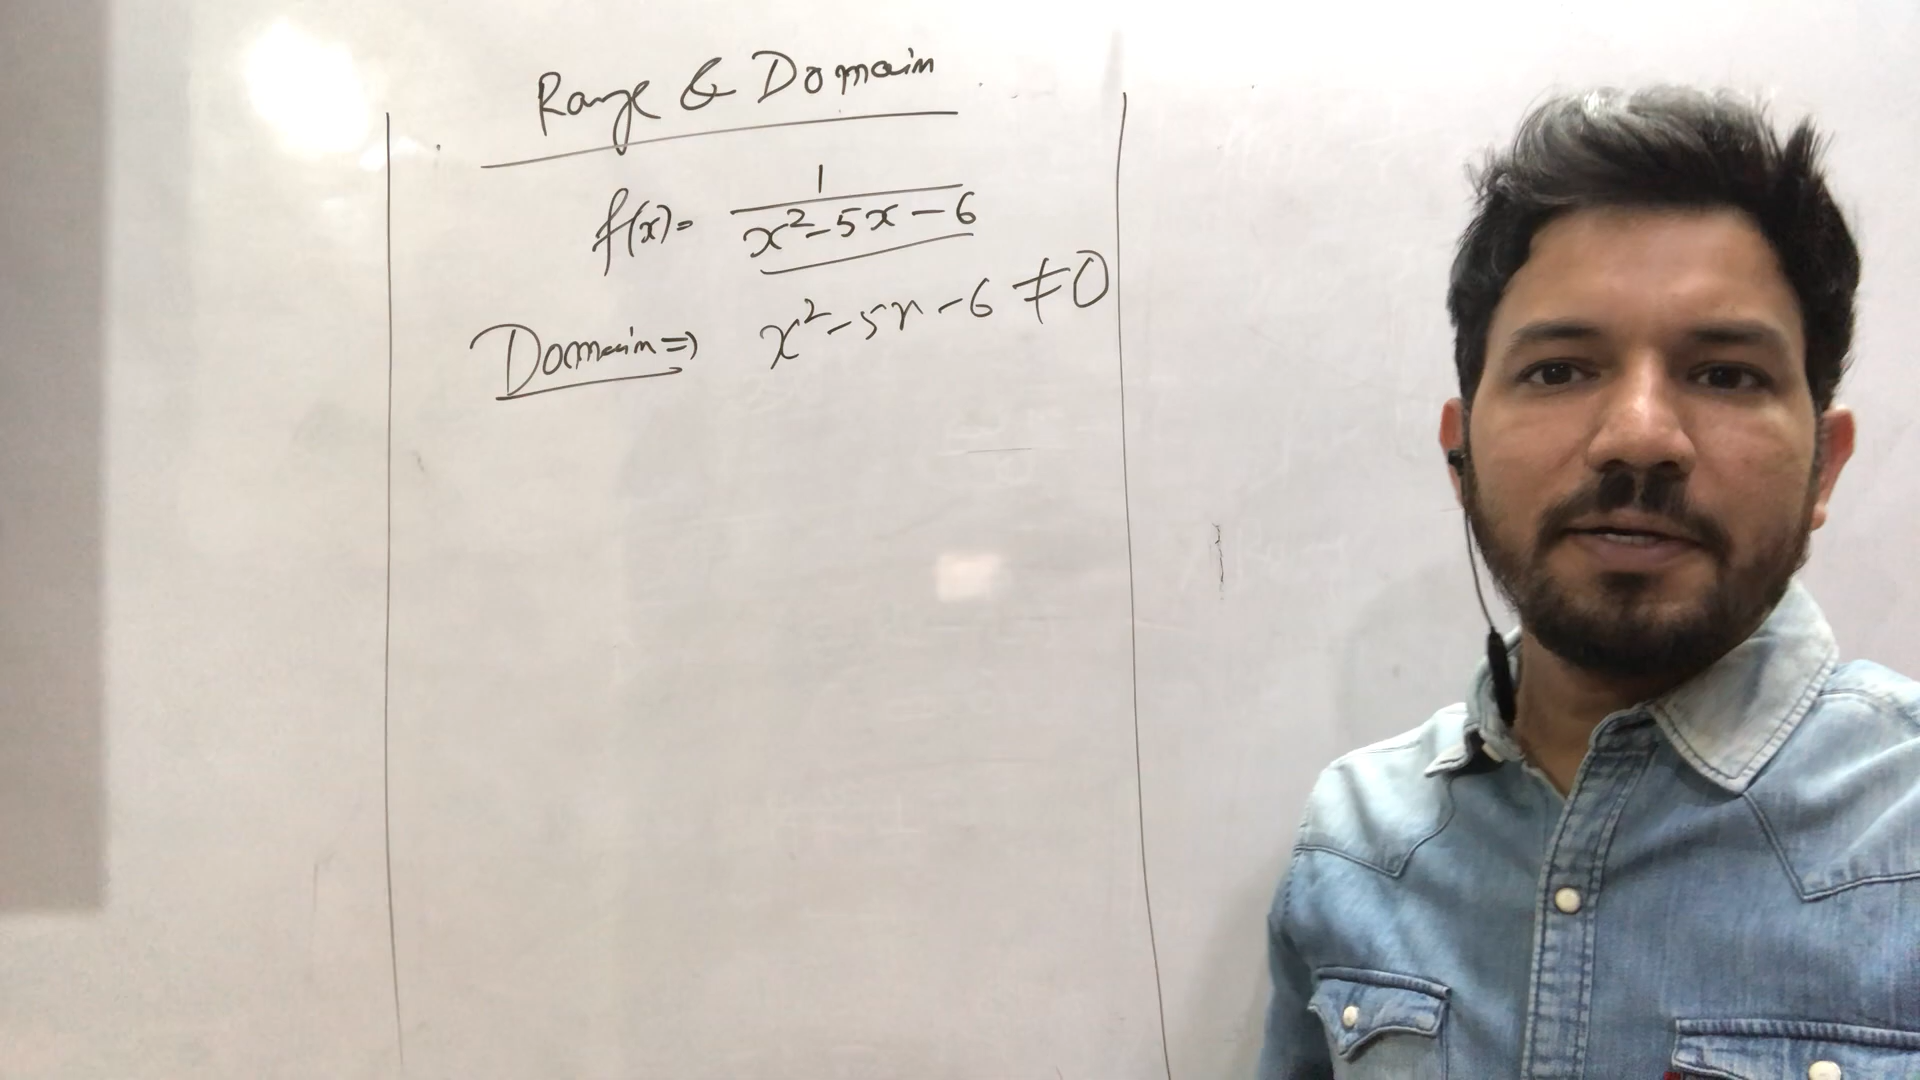 Range & Domain
f(x) = 1/(x² - 5x - 6)
Domain ⇒ x² - 5x - 6 ≠ 0